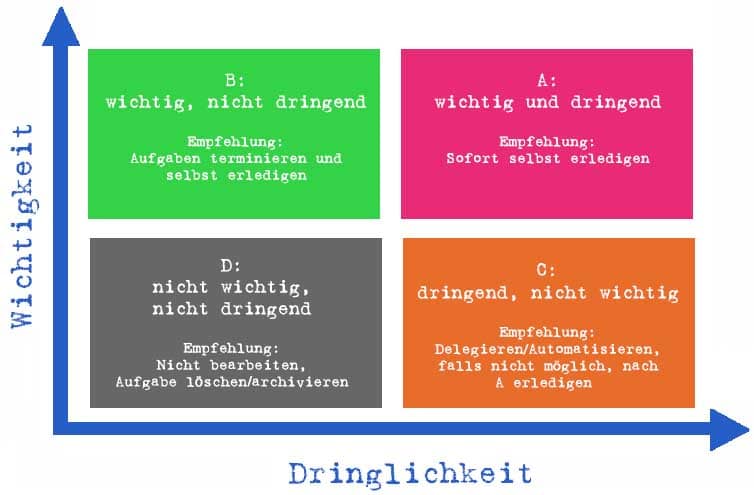 Wichtigkeit
B:
wichtig, nicht dringend
Empfehlung:
Aufgaben terminieren und
selbst erledigen
A:
wichtig und dringend
Empfehlung:
Sofort selbst erledigen
D:
nicht wichtig,
nicht dringend
Empfehlung:
Nicht bearbeiten,
Aufgabe löschen/archivieren
C:
dringend, nicht wichtig
Empfehlung:
Delegieren/Automatisieren,
falls nicht möglich, nach
A erledigen
Dringlichkeit